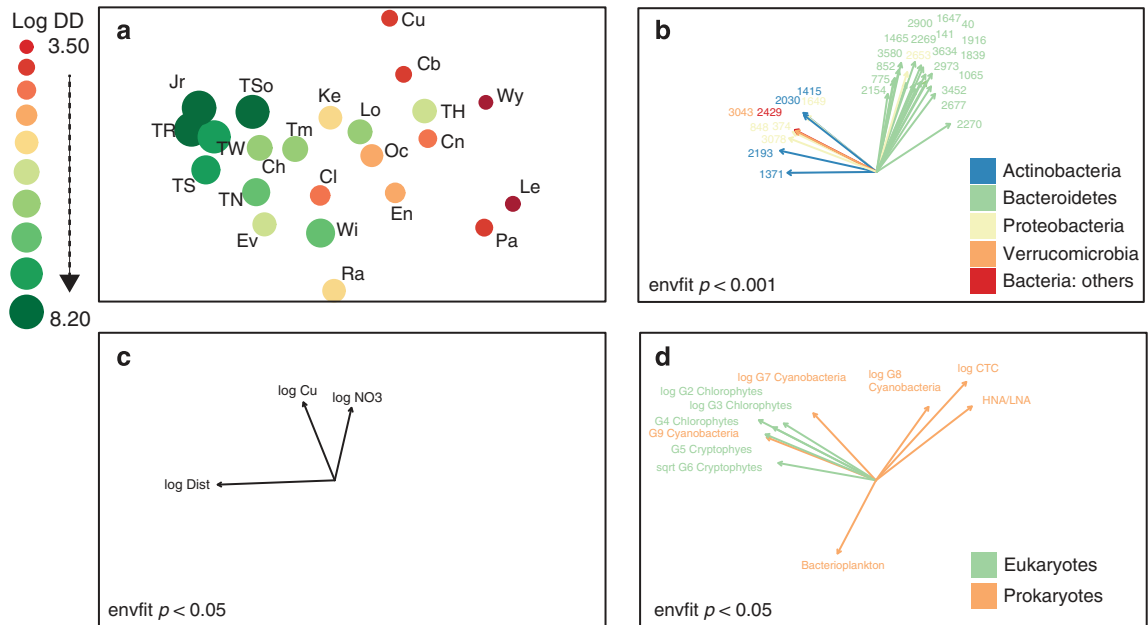 Log DD
3.50
8.20
a
Cu
Cb
Wy
Jr
TSo
Ke
Lo
TH
TR
TW
Tm
Oc
Cn
Ch
TS
TN
Cl
En
Le
Ev
Wi
Pa
Ra
b
1647
2900
40
1465
2269
141
1916
3580
3634
1839
852
2973
775
1065
2154
3452
2677
2270
1415
2030
1649
3043
2429
374
3078
2193
1371
Actinobacteria
Bacteroidetes
Proteobacteria
Verrucomicrobia
Bacteria: others
envfit p < 0.001
c
log Cu
log NO3
log Dist
envfit p < 0.05
d
log G7 Cyanobacteria
log G8
Cyanobacteria
log CTC
log G2 Chlorophytes
log G3 Chlorophytes
HNA/LNA
G4 Chlorophytes
G9 Cyanobacteria
G5 Cryptophyes
sqrt G6 Cryptophytes
Bacterioplankton
Eukaryotes
Prokaryotes
envfit p < 0.05